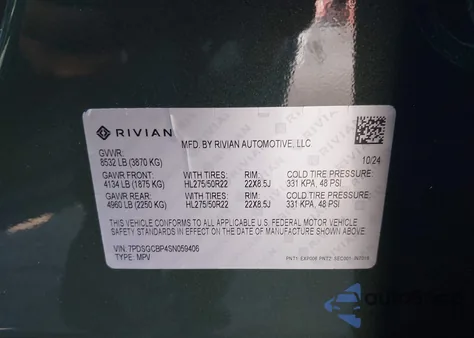 RIVIAN
MFD. BY RIVIAN AUTOMOTIVE, LLC
10/24
GVWR:
8532 LB (3870 KG)
GAWR FRONT: WITH TIRES: RIM: COLD TIRE PRESSURE:
4134 LB (1875 KG) HL275/50R22 22X8.5J 331 KPA, 48 PSI
GAWR REAR: WITH TIRES: RIM: COLD TIRE PRESSURE:
4960 LB (2250 KG) HL275/50R22 22X8.5J 331 KPA, 48 PSI
THIS VEHICLE CONFORMS TO ALL APPLICABLE U.S. FEDERAL MOTOR VEHICLE
SAFETY STANDARDS IN EFFECT ON THE DATE OF MANUFACTURE SHOWN ABOVE.
VIN: 7PDSGCBP4SN059406
TYPE: MPV